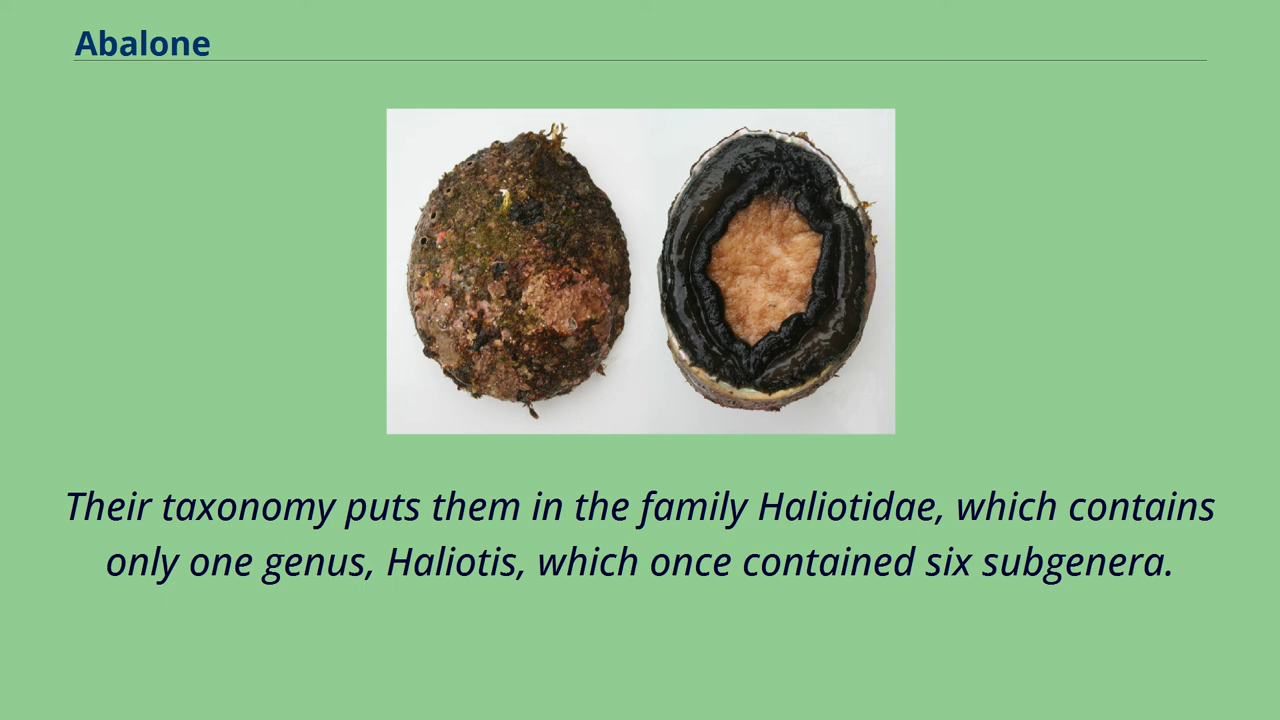 Abalone
Their taxonomy puts them in the family Haliotidae, which contains
only one genus, Haliotis, which once contained six subgenera.